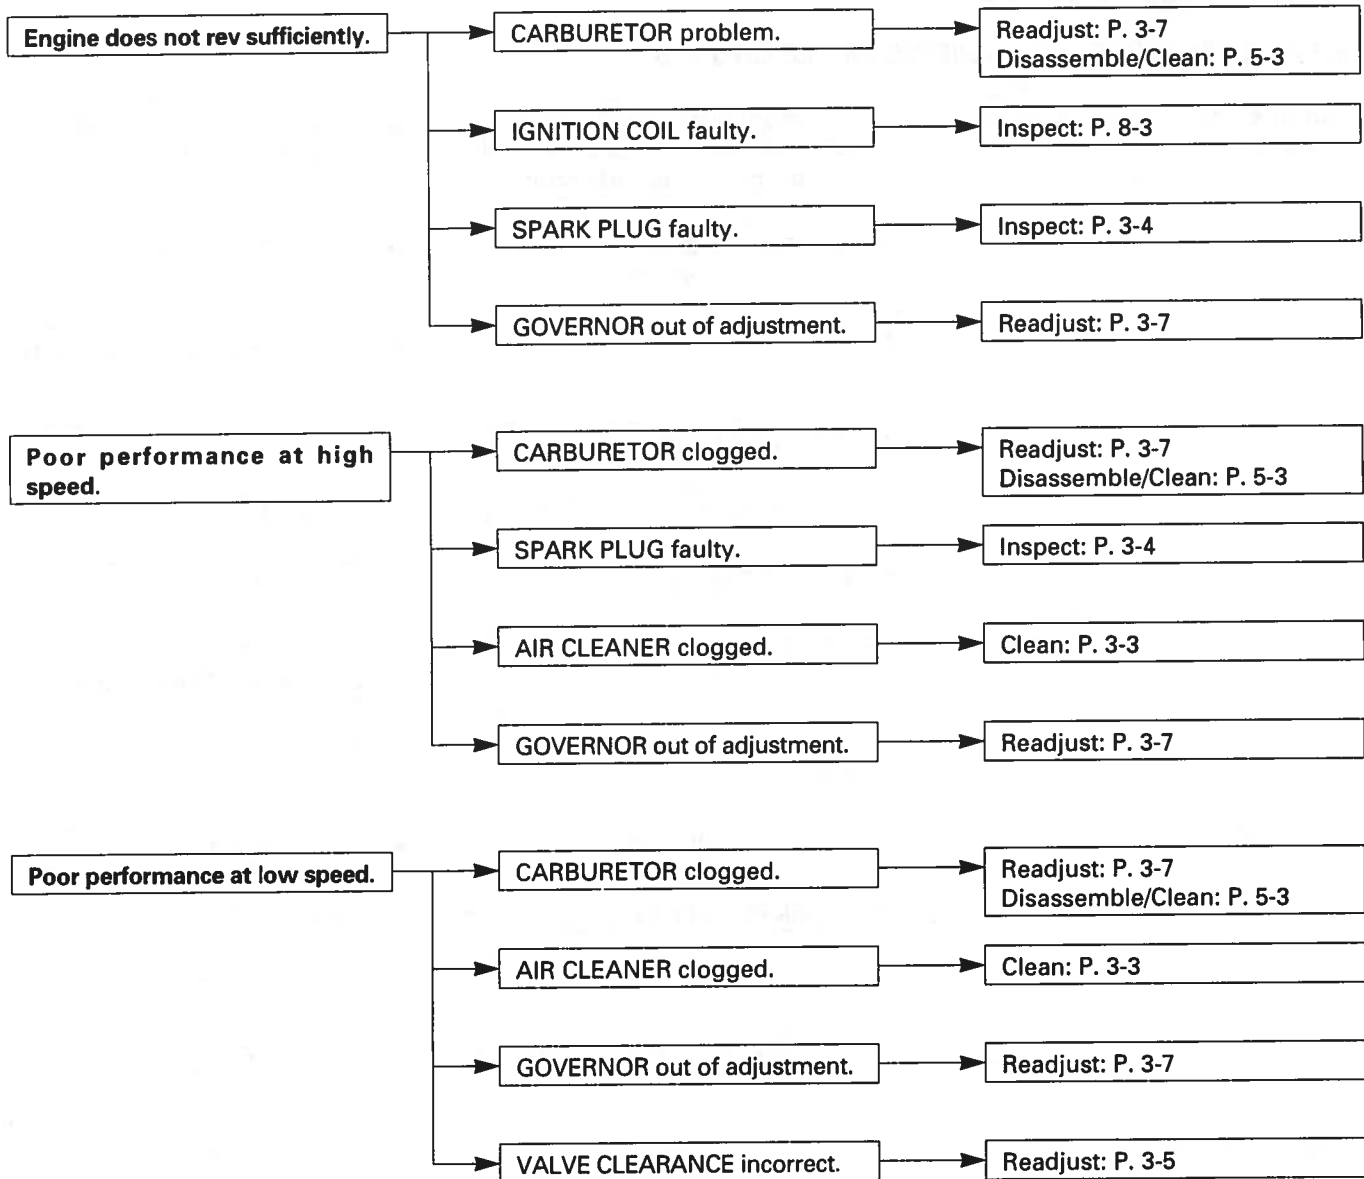 Engine does not rev sufficiently.
CARBURETOR problem.
Readjust: P. 3-7
Disassemble/Clean: P. 5-3
IGNITION COIL faulty.
Inspect: P. 8-3
SPARK PLUG faulty.
Inspect: P. 3-4
GOVERNOR out of adjustment.
Readjust: P. 3-7
Poor performance at high
speed.
CARBURETOR clogged.
Readjust: P. 3-7
Disassemble/Clean: P. 5-3
SPARK PLUG faulty.
Inspect: P. 3-4
AIR CLEANER clogged.
Clean: P. 3-3
GOVERNOR out of adjustment.
Readjust: P. 3-7
Poor performance at low speed.
CARBURETOR clogged.
Readjust: P. 3-7
Disassemble/Clean: P. 5-3
AIR CLEANER clogged.
Clean: P. 3-3
GOVERNOR out of adjustment.
Readjust: P. 3-7
VALVE CLEARANCE incorrect.
Readjust: P. 3-5